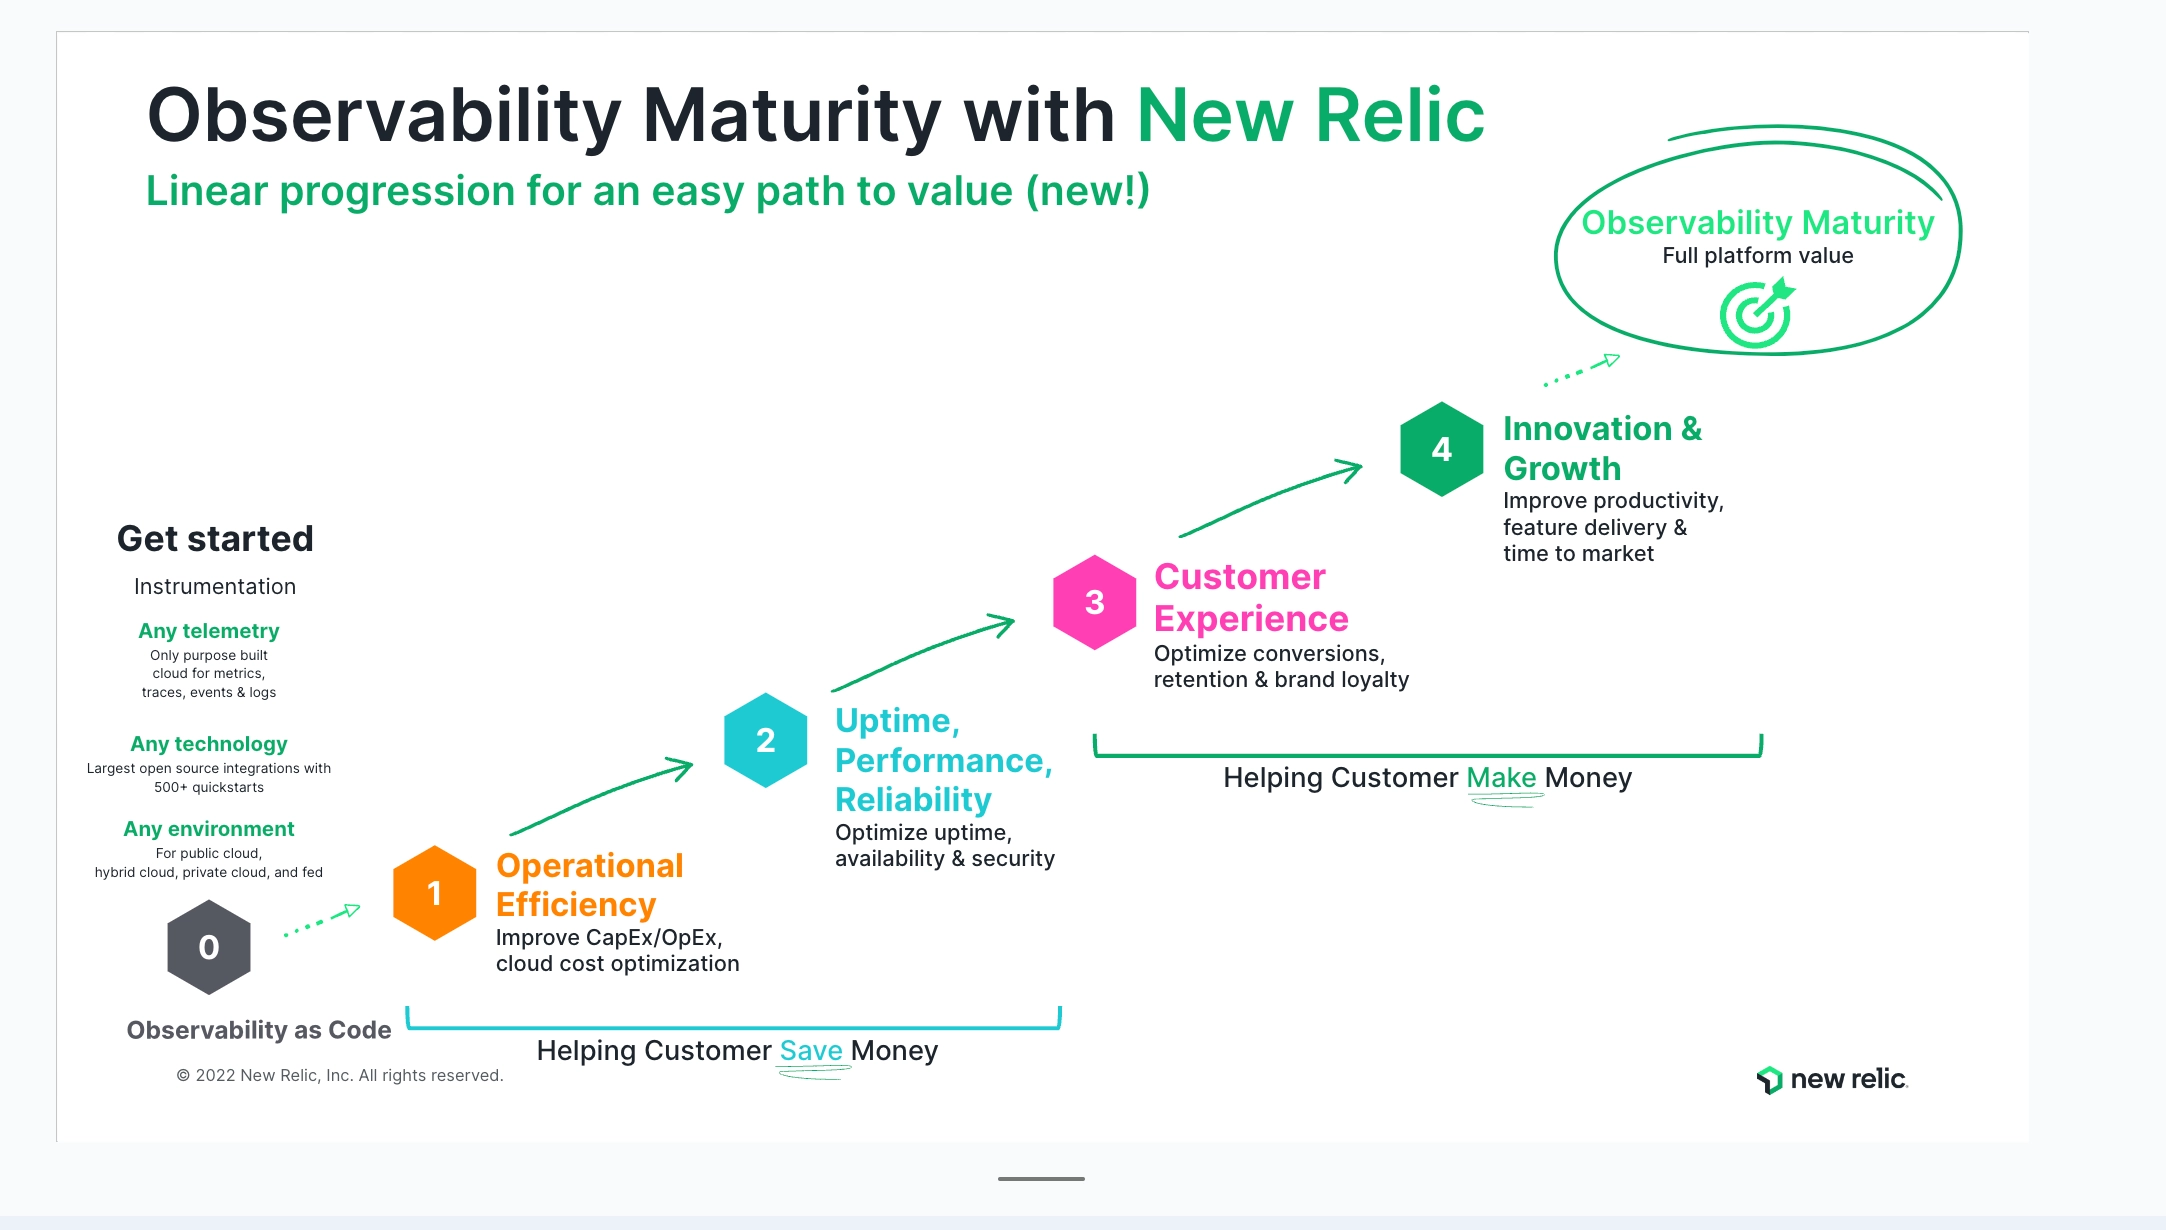 Observability Maturity with New Relic
Linear progression for an easy path to value (new!)
Observability Maturity
Full platform value
4
Innovation &
Growth
Improve productivity,
feature delivery &
time to market
3
Customer
Experience
Optimize conversions,
retention & brand loyalty
Helping Customer Make Money
2
Uptime,
Performance,
Reliability
Optimize uptime,
availability & security
1
Operational
Efficiency
Improve CapEx/OpEx,
cloud cost optimization
Helping Customer Save Money
Get started
Instrumentation
Any telemetry
Only purpose built
cloud for metrics,
traces, events & logs
Any technology
Largest open source integrations with
500+ quickstarts
Any environment
For public cloud,
hybrid cloud, private cloud, and fed
0
Observability as Code
© 2022 New Relic, Inc. All rights reserved.
new relic